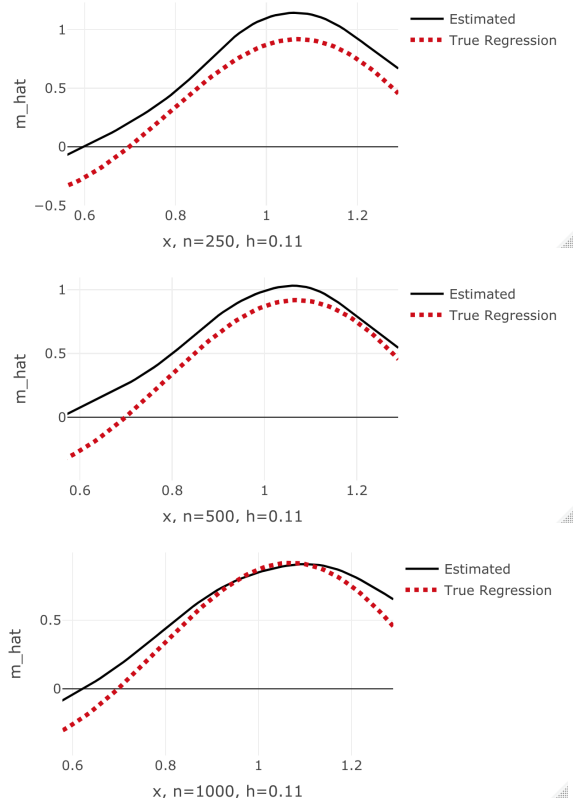 1
0.5
0
−0.5
m_hat
0.6 0.8 1 1.2
x, n=250, h=0.11
Estimated
True Regression
1
0.5
0
m_hat
0.6 0.8 1 1.2
x, n=500, h=0.11
Estimated
True Regression
0.5
0
m_hat
0.6 0.8 1 1.2
x, n=1000, h=0.11
Estimated
True Regression